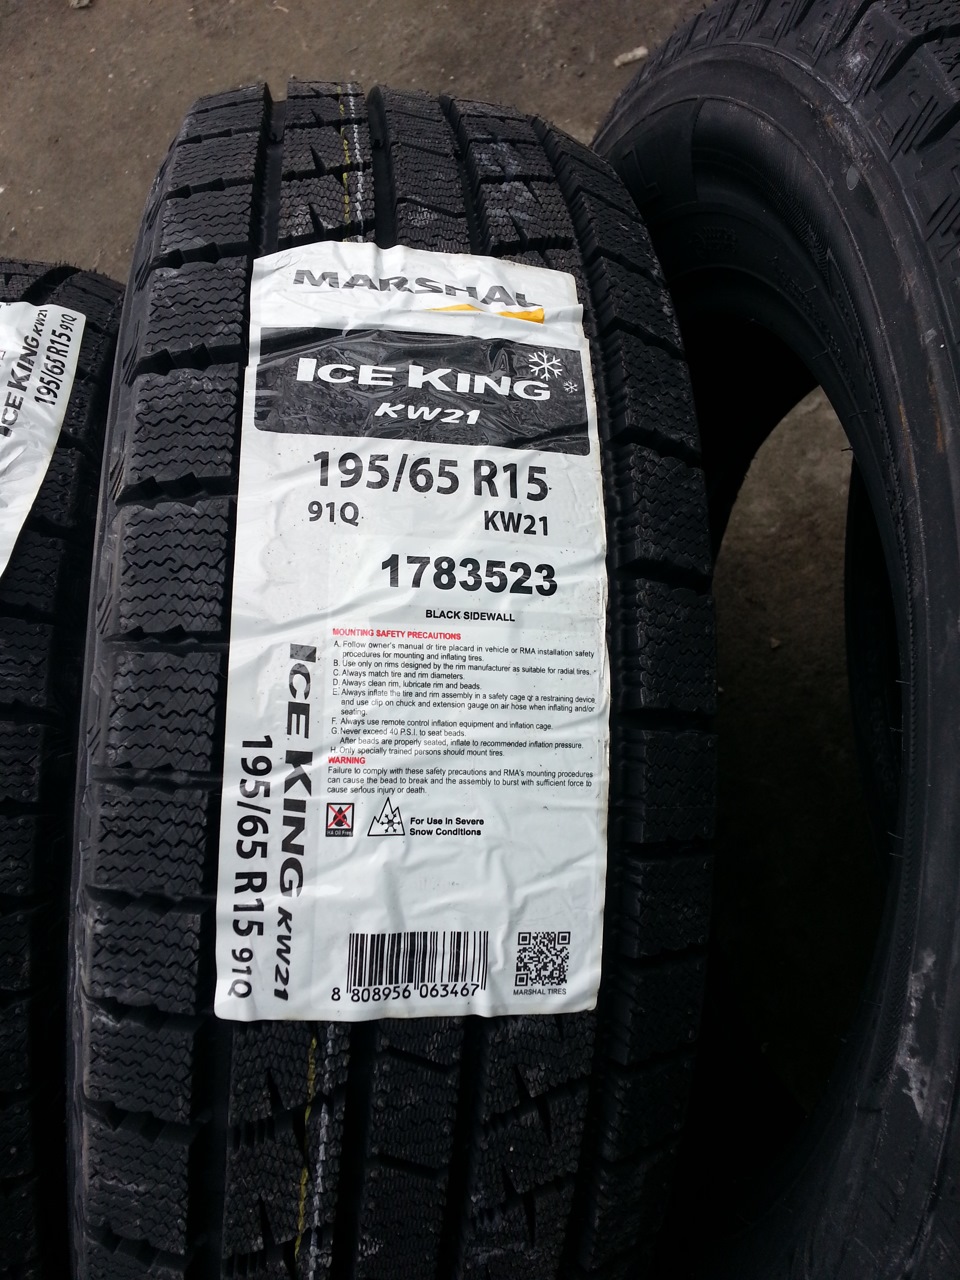 MARSHAL
ICE KING
KW21
195/65 R15
91Q KW21
1783523
BLACK SIDEWALL
MOUNTING SAFETY PRECAUTIONS
A. Follow owner's manual or tire placard in vehicle or RMA installation safety
procedures for mounting and inflating tires.
B. Use only on rims designed by the rim manufacturer as suitable for radial tires.
C. Always match tire and rim diameters.
D. Always clean rim, lubricate rim and beads.
E. Always inflate the tire and rim assembly in a safety cage or a restraining device
and use clip on chuck and extension gauge on air hose when inflating and/or
seating.
F. Always use remote control inflation equipment and inflation cage.
G. Never exceed 40 P.S.I. to seat beads.
After beads are properly seated, inflate to recommended inflation pressure.
H. Only specially trained parsons should mount tires.
WARNING
Failure to comply with these safety precautions and RMA's mounting procedures
can cause the bead to break and the assembly to burst with sufficient force to
cause serious injury or death.
HA Oil Free
For Use In Severe
Snow Conditions
8 808956 063467
MARSHAL TIRES
ICE KING KW21
195/65 R15 91Q
ICE KING KW21
195/65 R15 91Q